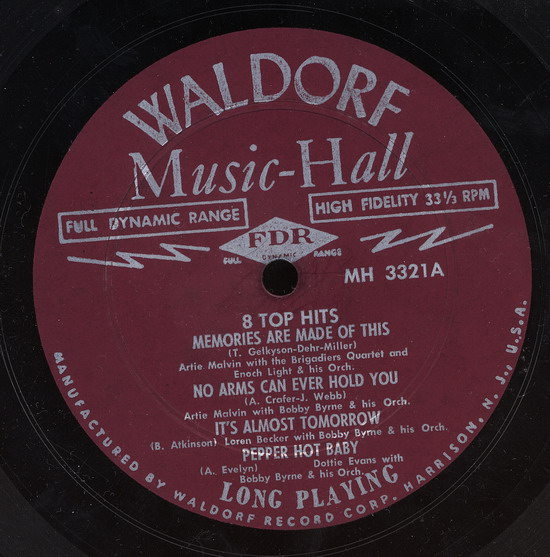 WALDORF
Music-Hall
FULL DYNAMIC RANGE
HIGH FIDELITY 33 1/3 RPM
FDR
FULL DYNAMIC RANGE
MH 3321A
8 TOP HITS
MEMORIES ARE MADE OF THIS
(T. Gelkyson-Dehr-Miller)
Artie Malvin with the Brigadiers Quartet and
Enoch Light & his Orch.
NO ARMS CAN EVER HOLD YOU
(A. Crafer-J. Webb)
Artie Malvin with Bobby Byrne & his Orch.
IT'S ALMOST TOMORROW
(B. Atkinson) Loren Becker with Bobby Byrne & his Orch.
PEPPER HOT BABY
(A. Evelyn) Dottie Evans with
Bobby Byrne & his Orch.
LONG PLAYING
MANUFACTURED BY WALDORF RECORD CORP. HARRISON, N. J., U.S.A.